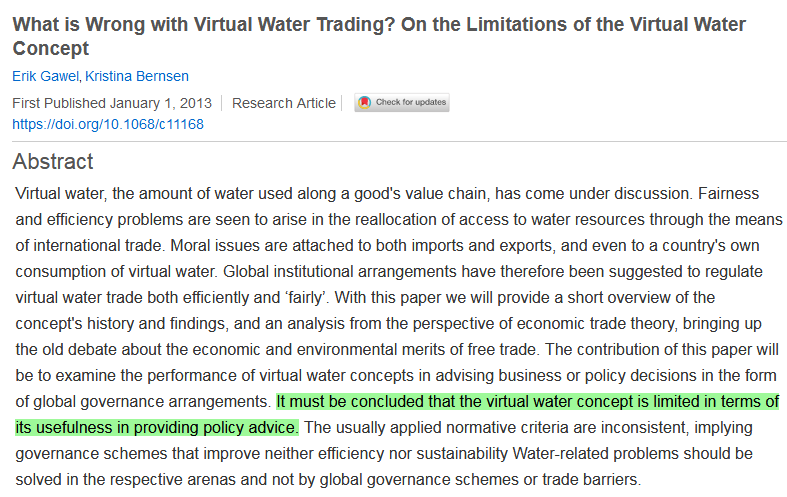 What is Wrong with Virtual Water Trading? On the Limitations of the Virtual Water
Concept
Erik Gawel, Kristina Bernsen
First Published January 1, 2013 Research Article Check for updates
https://doi.org/10.1068/c11168
Abstract
Virtual water, the amount of water used along a good's value chain, has come under discussion. Fairness
and efficiency problems are seen to arise in the reallocation of access to water resources through the means
of international trade. Moral issues are attached to both imports and exports, and even to a country's own
consumption of virtual water. Global institutional arrangements have therefore been suggested to regulate
virtual water trade both efficiently and ‘fairly’. With this paper we will provide a short overview of the
concept's history and findings, and an analysis from the perspective of economic trade theory, bringing up
the old debate about the economic and environmental merits of free trade. The contribution of this paper will
be to examine the performance of virtual water concepts in advising business or policy decisions in the form
of global governance arrangements. It must be concluded that the virtual water concept is limited in terms of
its usefulness in providing policy advice. The usually applied normative criteria are inconsistent, implying
governance schemes that improve neither efficiency nor sustainability Water-related problems should be
solved in the respective arenas and not by global governance schemes or trade barriers.